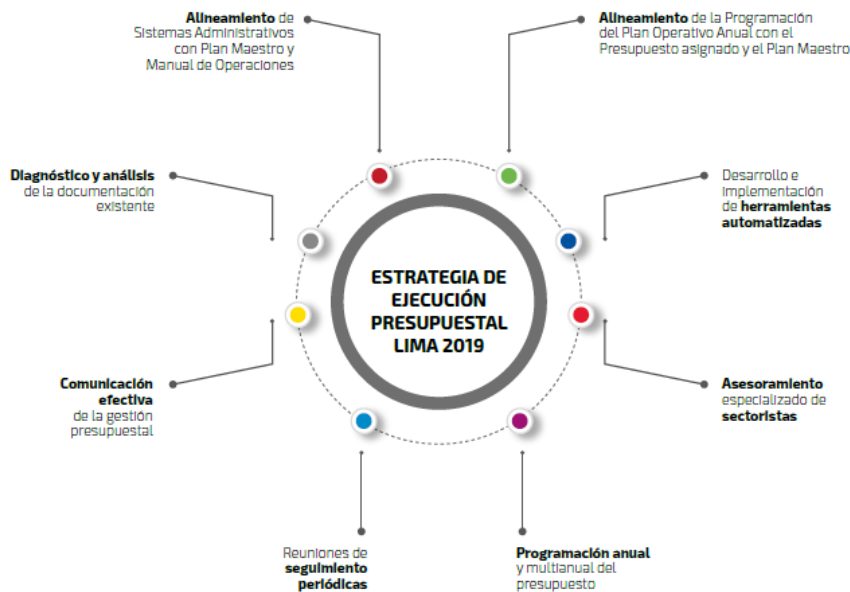 Alineamiento de
Sistemas Administrativos
con Plan Maestro y
Manual de Operaciones
Alineamiento de la Programación
del Plan Operativo Anual con el
Presupuesto asignado y el Plan Maestro
Diagnóstico y análisis
de la documentación
existente
Desarrollo e
implementación
de herramientas
automatizadas
ESTRATEGIA DE
EJECUCIÓN
PRESUPUESTAL
LIMA 2019
Comunicación
efectiva
de la gestión
presupuestal
Asesoramiento
especializado de
sectoristas
Reuniones de
seguimiento
periódicas
Programación anual
y multianual del
presupuesto